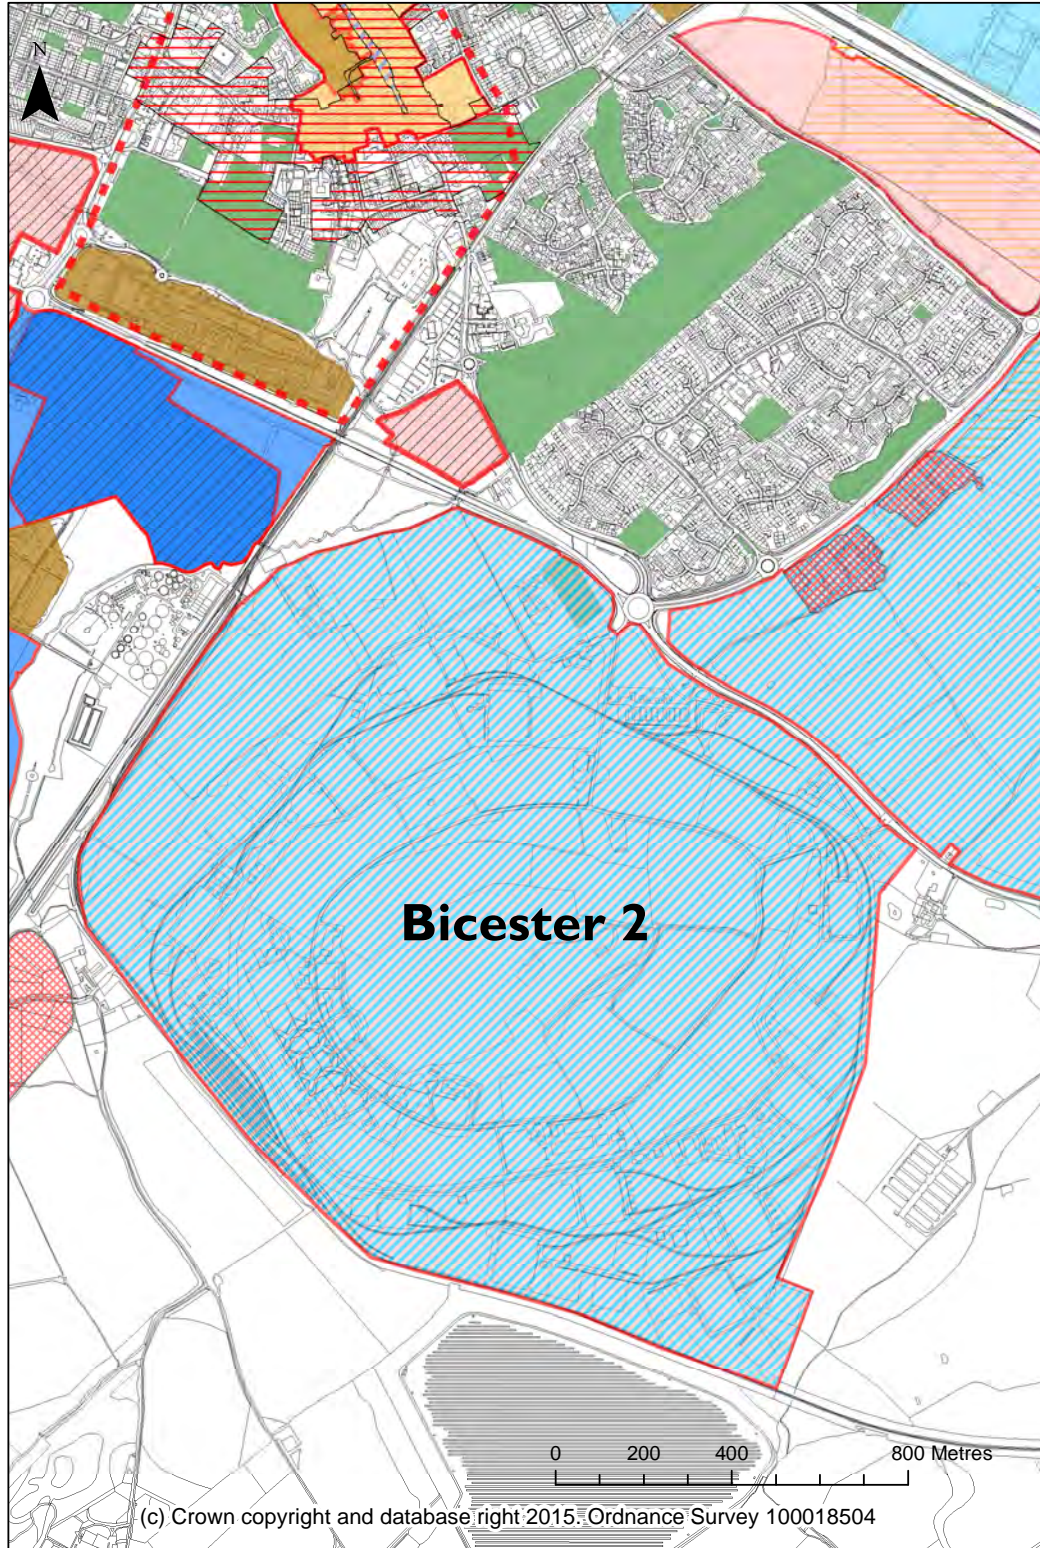 N
Bicester 2
0 200 400 800 Metres
(c) Crown copyright and database right 2015. Ordnance Survey 100018504